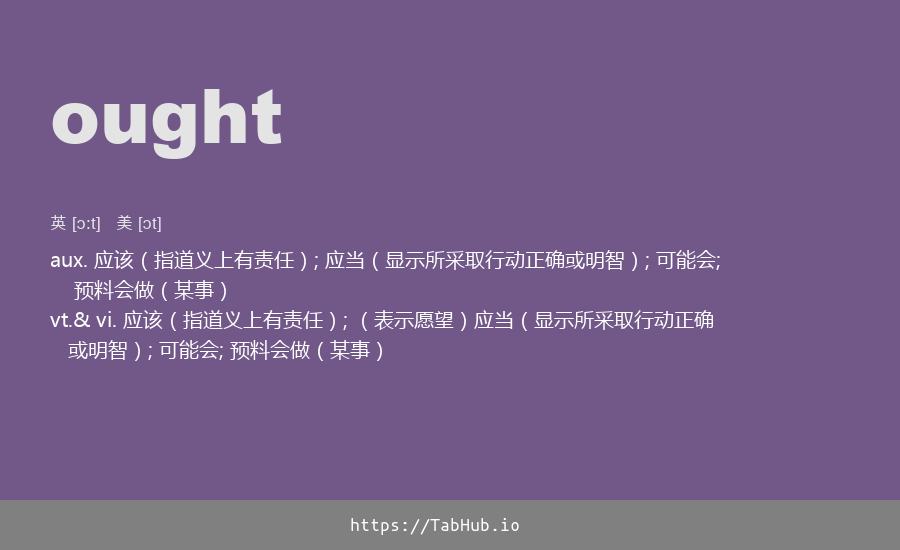 ought
英 [ɔ:t] 美 [ɔt]
aux. 应该（指道义上有责任）; 应当（显示所采取行动正确或明智）; 可能会;
预料会做（某事）
vt.& vi. 应该（指道义上有责任）; （表示愿望）应当（显示所采取行动正确
或明智）; 可能会; 预料会做（某事）
https://TabHub.io